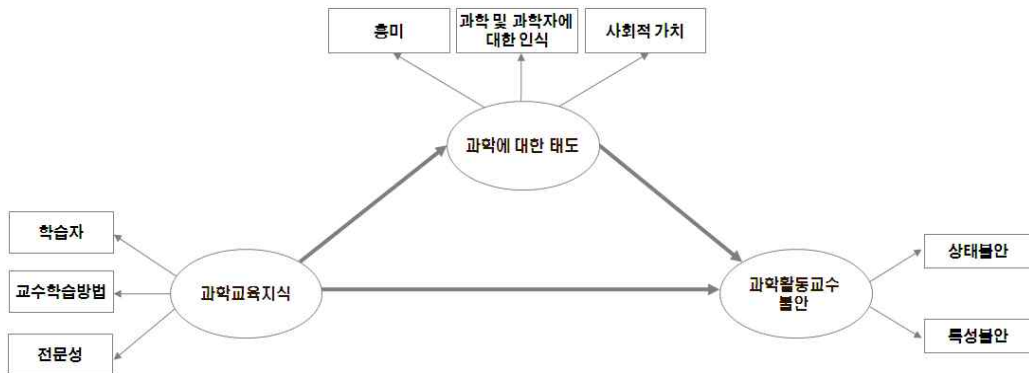 흥미
과학 및 과학자에
대한 인식
사회적 가치
과학에 대한 태도
학습자
교수학습방법
전문성
과학교육지식
과학활동교수
불안
상태불안
특성불안